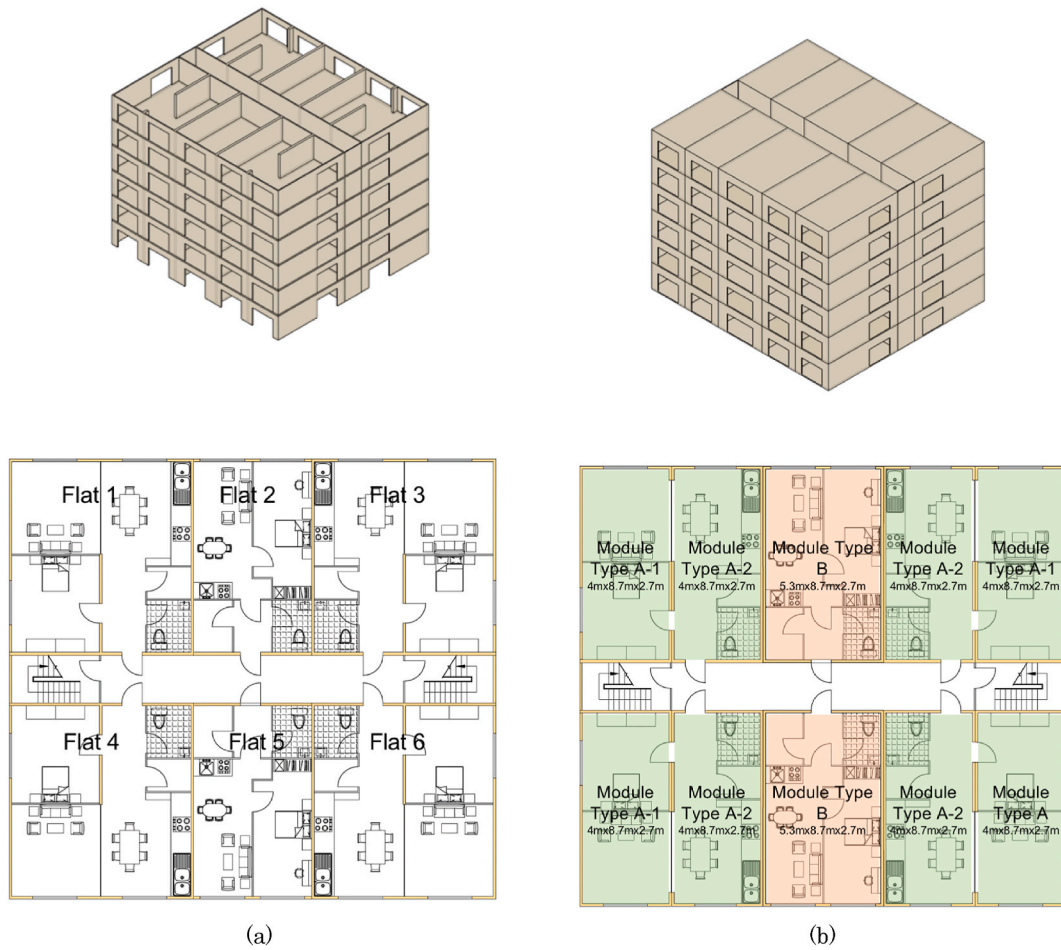 Flat 1
Flat 2
Flat 3
Flat 4
Flat 5
Flat 6
Module
Type A-1
4mx8.7mx2.7m
Module
Type A-2
4mx8.7mx2.7m
Module Type
B
5.3mx8.7mx2.7m
Module
Type A-2
4mx8.7mx2.7m
Module
Type A-1
4mx8.7mx2.7m
Module
Type A-1
4mx8.7mx2.7m
Module
Type A-2
4mx8.7mx2.7m
Module Type
B
5.3mx8.7mx2.7m
Module
Type A-2
4mx8.7mx2.7m
Module
Type A
4mx8.7mx2.7m
(a)
(b)